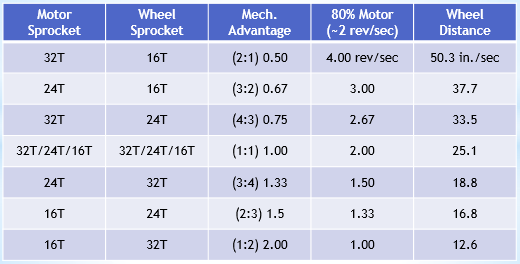 Motor Sprocket Wheel Sprocket Mech. Advantage 80% Motor (~2 rev/sec) Wheel Distance
32T 16T (2:1) 0.50 4.00 rev/sec 50.3 in./sec
24T 16T (3:2) 0.67 3.00 37.7
32T 24T (4:3) 0.75 2.67 33.5
32T/24T/16T 32T/24T/16T (1:1) 1.00 2.00 25.1
24T 32T (3:4) 1.33 1.50 18.8
16T 24T (2:3) 1.5 1.33 16.8
16T 32T (1:2) 2.00 1.00 12.6